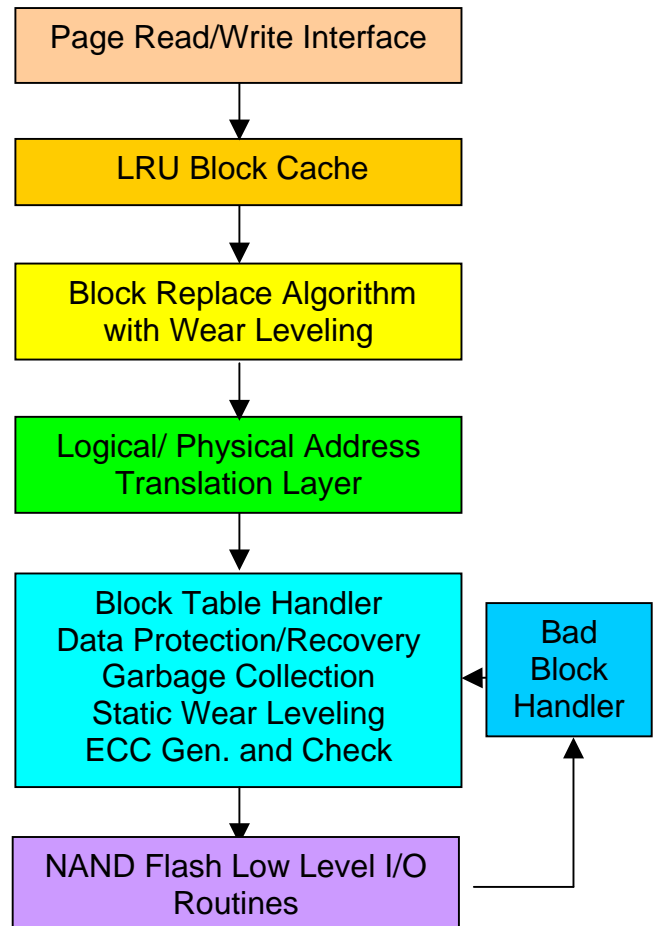 Page Read/Write Interface
LRU Block Cache
Block Replace Algorithm
with Wear Leveling
Logical/ Physical Address
Translation Layer
Block Table Handler
Data Protection/Recovery
Garbage Collection
Static Wear Leveling
ECC Gen. and Check
Bad
Block
Handler
NAND Flash Low Level I/O
Routines